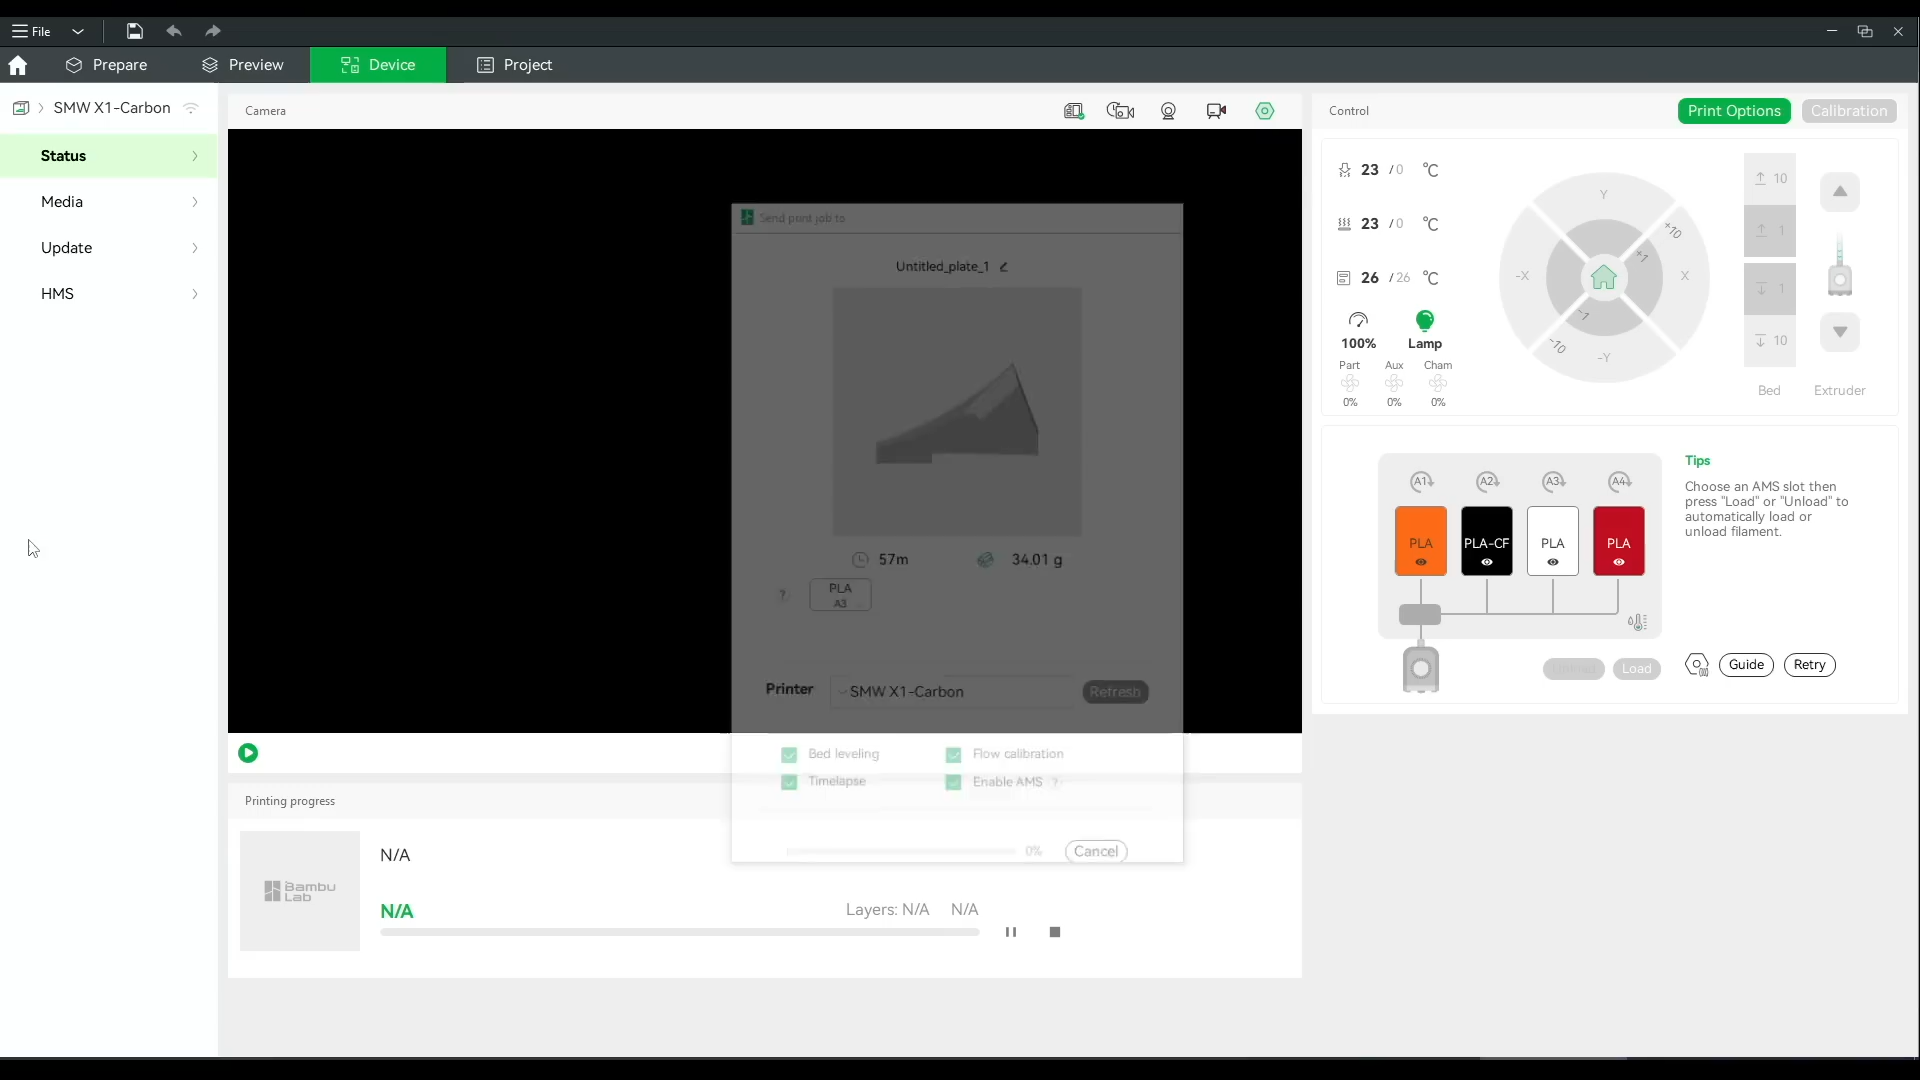 File
Prepare
Preview
Device
Project
SMW X1-Carbon
Status
Media
Update
HMS
Camera
Send print job to
Untitled_plate_1
57m
34.01 g
?
PLA
A3
Printer
SMW X1-Carbon
Refresh
Bed leveling
Flow calibration
Timelapse
Enable AMS ?
0%
Cancel
Printing progress
Bambu
Lab
N/A
N/A
Layers: N/A
N/A
Control
Print Options
Calibration
23 /0 °C
23 /0 °C
26 /26 °C
100%
Lamp
Part
Aux
Cham
0%
0%
0%
Y
+10
+1
-X
X
-1
-10
-Y
10
1
1
10
Bed
Extruder
A1
A2
A3
A4
PLA
PLA-CF
PLA
PLA
Load
Tips
Choose an AMS slot then
press "Load" or "Unload" to
automatically load or
unload filament.
Guide
Retry